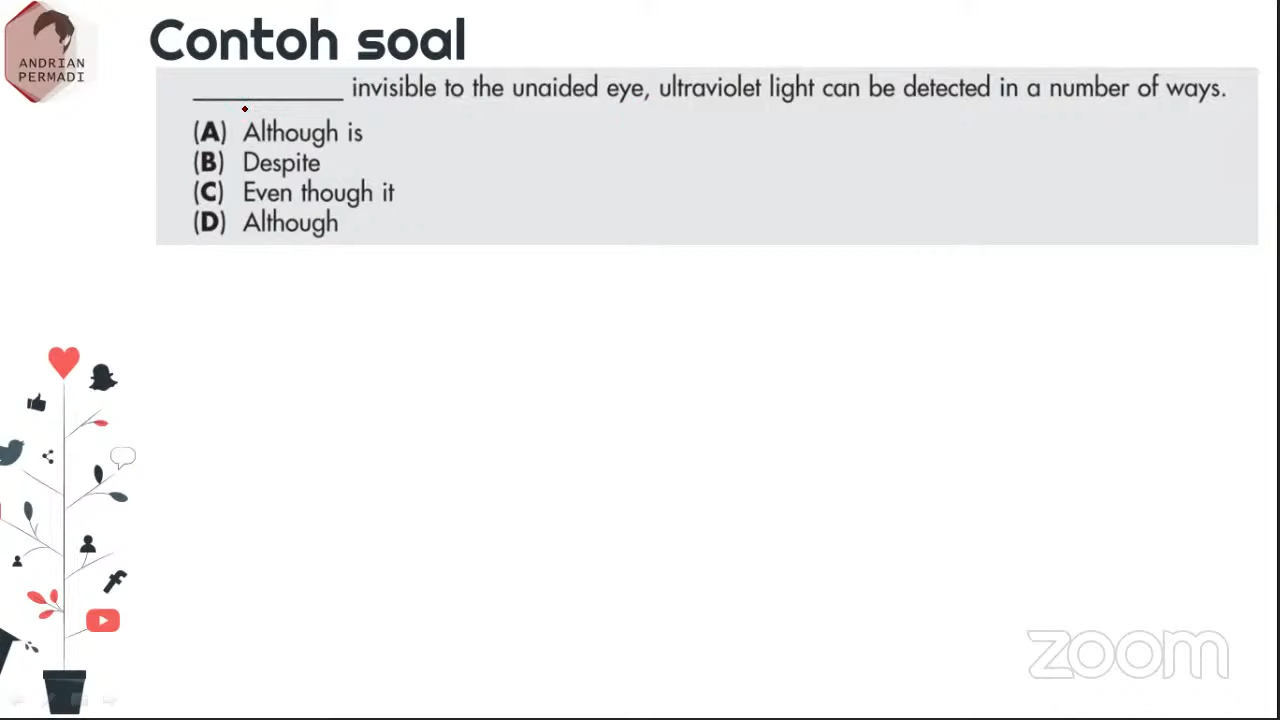 ANDRIAN
PERMADI
Contoh soal
__________ invisible to the unaided eye, ultraviolet light can be detected in a number of ways.
(A) Although is
(B) Despite
(C) Even though it
(D) Although
zoom